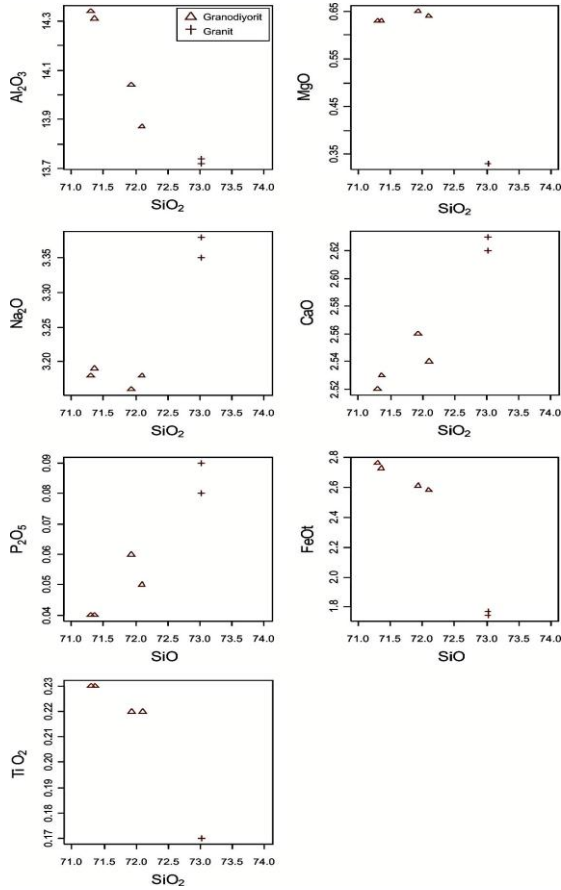 Granodiyorit
Granit
Al₂O₃
14.3
14.1
13.9
13.7
71.0 71.5 72.0 72.5 73.0 73.5 74.0
SiO₂
MgO
0.65
0.55
0.45
0.35
71.0 71.5 72.0 72.5 73.0 73.5 74.0
SiO₂
Na₂O
3.35
3.30
3.20
71.0 71.5 72.0 72.5 73.0 73.5 74.0
SiO₂
CaO
2.62
2.60
2.58
2.56
2.54
2.52
71.0 71.5 72.0 72.5 73.0 73.5 74.0
SiO₂
P₂O₅
0.09
0.08
0.07
0.06
0.05
0.04
71.0 71.5 72.0 72.5 73.0 73.5 74.0
SiO
FeOt
2.8
2.6
2.4
2.2
2.0
1.8
71.0 71.5 72.0 72.5 73.0 73.5 74.0
SiO
Ti O₂
0.23
0.22
0.21
0.20
0.19
0.18
0.17
71.0 71.5 72.0 72.5 73.0 73.5 74.0
SiO₂